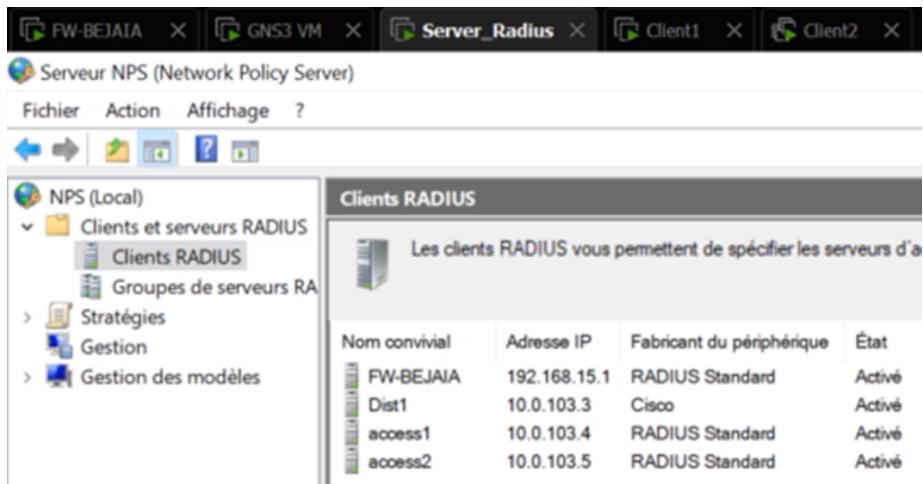 FW-BEJAIA
GNS3 VM
Server_Radius
Client1
Client2
Serveur NPS (Network Policy Server)
Fichier Action Affichage ?
NPS (Local)
Clients et serveurs RADIUS
Clients RADIUS
Groupes de serveurs RA
Stratégies
Gestion
Gestion des modèles
Clients RADIUS
Les clients RADIUS vous permettent de spécifier les serveurs d'a
Nom convivial Adresse IP Fabricant du périphérique État
FW-BEJAIA 192.168.15.1 RADIUS Standard Activé
Dist1 10.0.103.3 Cisco Activé
access1 10.0.103.4 RADIUS Standard Activé
access2 10.0.103.5 RADIUS Standard Activé